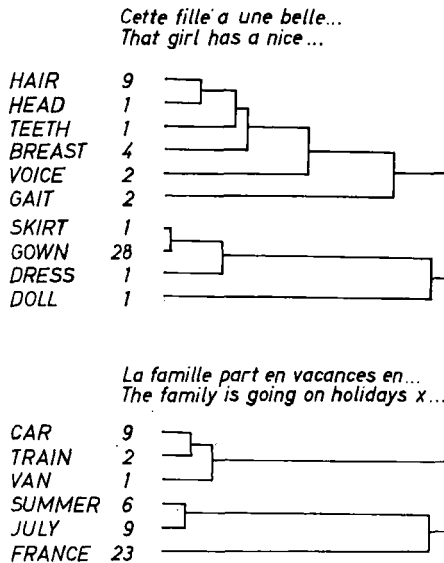 Cette fille a une belle...
That girl has a nice...
HAIR 9
HEAD 1
TEETH 1
BREAST 4
VOICE 2
GAIT 2
SKIRT 1
GOWN 28
DRESS 1
DOLL 1
La famille part en vacances en...
The family is going on holidays x...
CAR 9
TRAIN 2
VAN 1
SUMMER 6
JULY 9
FRANCE 23